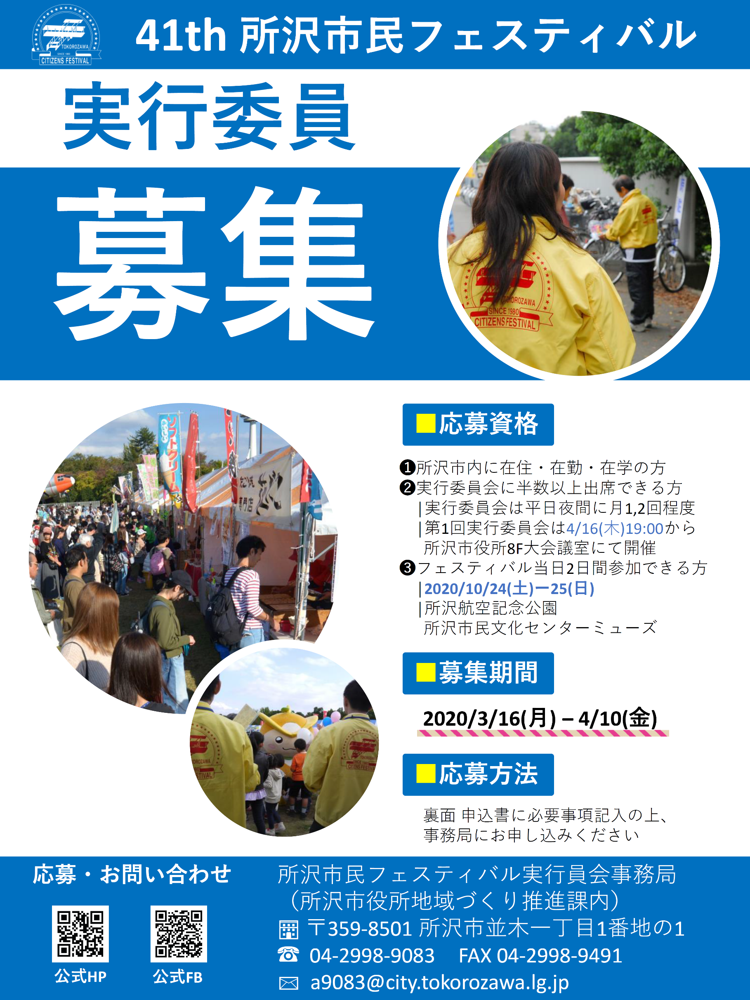 TOKOROZAWA
SINCE 1980
CITIZENS FESTIVAL
41th 所沢市民フェスティバル
実行委員
募集
TOKOROZAWA
SINCE 1980
CITIZENS FESTIVAL
ソフトクリーム
おいしい
専門店
■応募資格
❶所沢市内に在住・在勤・在学の方
❷実行委員会に半数以上出席できる方
|実行委員会は平日夜間に月1,2回程度
|第1回実行委員会は4/16(木)19:00から
所沢市役所8F大会議室にて開催
❸フェスティバル当日2日間参加できる方
|2020/10/24(土)ー25(日)
|所沢航空記念公園
所沢市民文化センターミューズ
■募集期間
2020/3/16(月) – 4/10(金)
■応募方法
裏面 申込書に必要事項記入の上、
事務局にお申し込みください
応募・お問い合わせ
公式HP
公式FB
所沢市民フェスティバル実行員会事務局
（所沢市役所地域づくり推進課内）
〒359-8501 所沢市並木一丁目1番地の1
04-2998-9083 FAX 04-2998-9491
a9083@city.tokorozawa.lg.jp